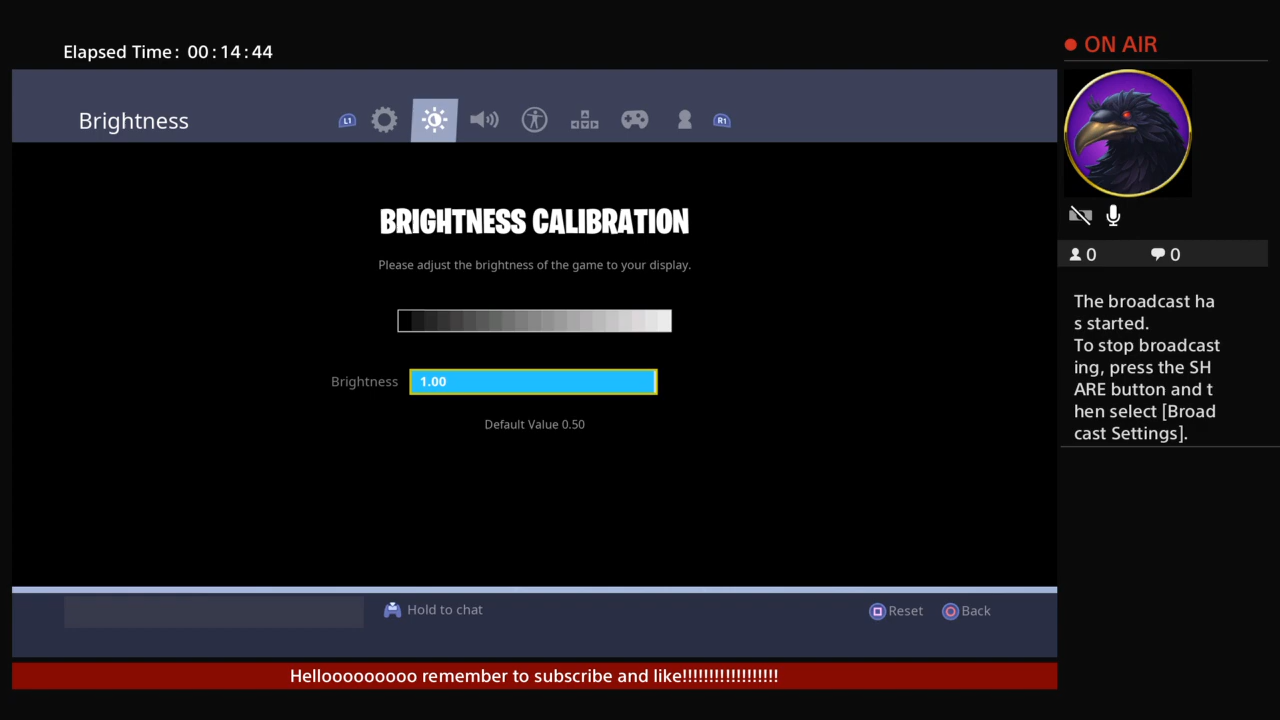 Elapsed Time: 00:14:44
ON AIR
Brightness
L1
R1
BRIGHTNESS CALIBRATION
Please adjust the brightness of the game to your display.
Brightness 1.00
Default Value 0.50
0 0
The broadcast ha
s started.
To stop broadcast
ing, press the SH
ARE button and t
hen select [Broad
cast Settings].
Hold to chat
Reset
Back
Hellooooooooo remember to subscribe and like!!!!!!!!!!!!!!!!!!